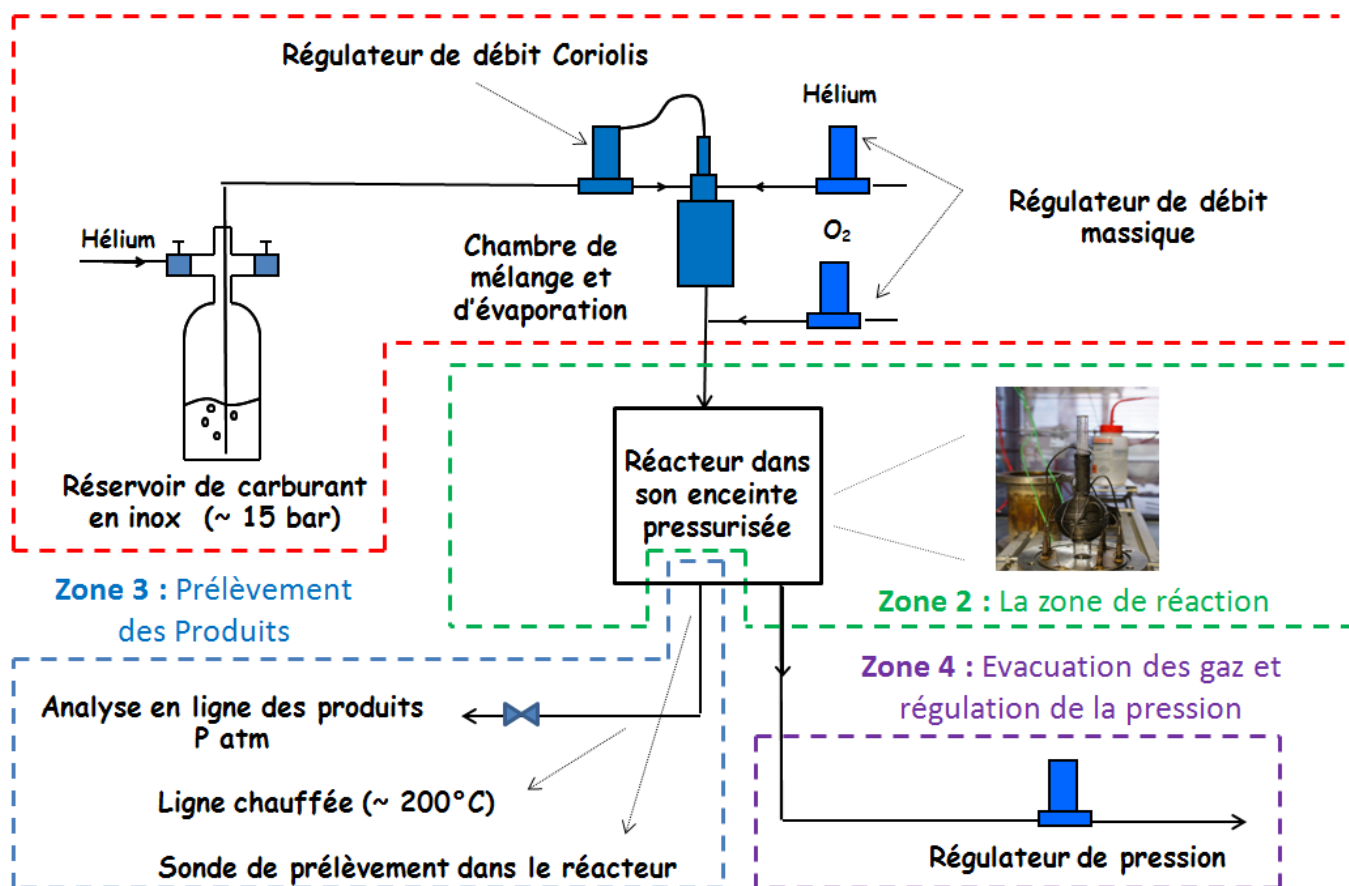 Régulateur de débit Coriolis
Hélium
Régulateur de débit
massique
O₂
Hélium
Chambre de
mélange et
d'évaporation
Réservoir de carburant
en inox (~ 15 bar)
Réacteur dans
son enceinte
pressurisée
Zone 3 : Prélèvement
des Produits
Zone 2 : La zone de réaction
Zone 4 : Evacuation des gaz et
régulation de la pression
Analyse en ligne des produits
P atm
Ligne chauffée (~ 200°C)
Sonde de prélèvement dans le réacteur
Régulateur de pression